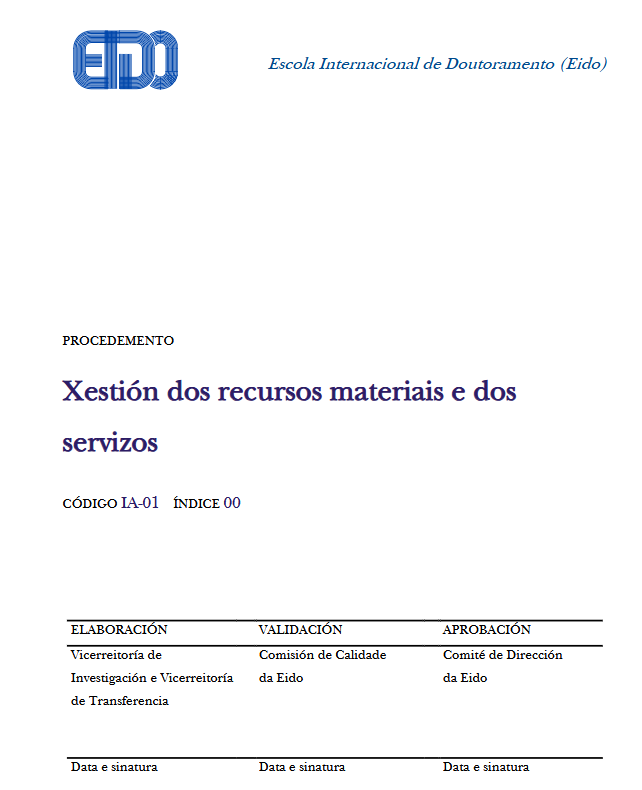 EIDO
Escola Internacional de Doutoramento (Eido)
PROCEDEMENTO
Xestión dos recursos materiais e dos
servizos
CÓDIGO IA-01 ÍNDICE 00
ELABORACIÓN VALIDACIÓN APROBACIÓN
Vicerreitoría de Comisión de Calidade Comité de Dirección
Investigación e Vicerreitoría da Eido da Eido
de Transferencia
Data e sinatura Data e sinatura Data e sinatura